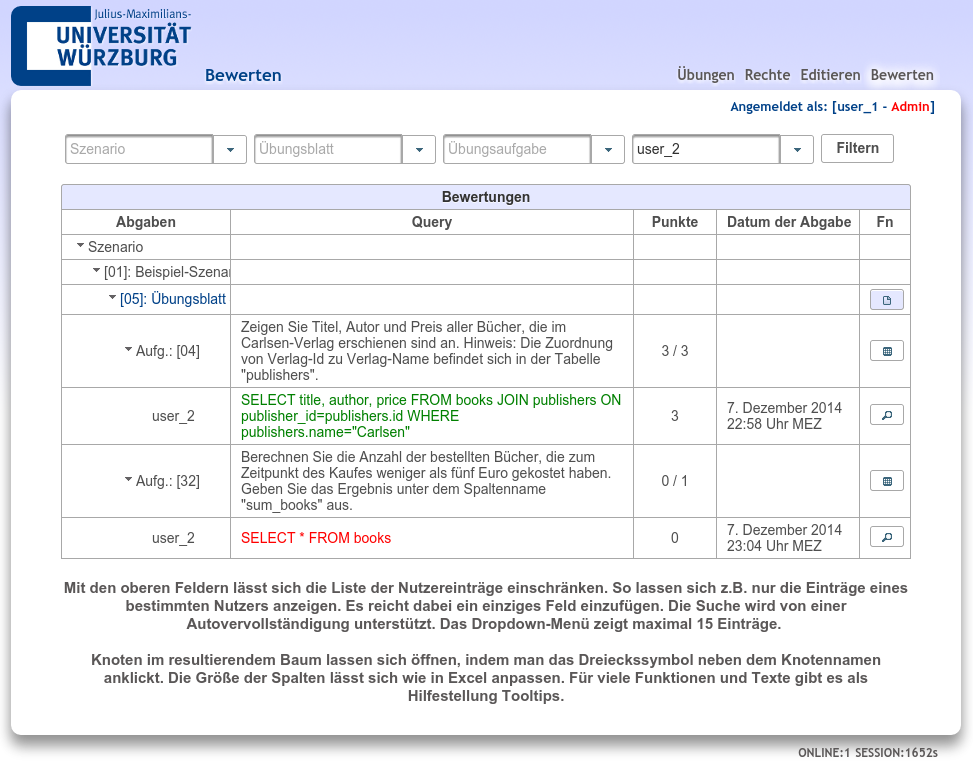 Julius-Maximilians-
UNIVERSITÄT
WÜRZBURG
Bewerten
Übungen Rechte Editieren Bewerten
Angemeldet als: [user_1 - Admin]
Szenario Übungsblatt Übungsaufgabe user_2 Filtern
Bewertungen
Abgaben Query Punkte Datum der Abgabe Fn
Szenario
[01]: Beispiel-Szenar
[05]: Übungsblatt
Zeigen Sie Titel, Autor und Preis aller Bücher, die im
Carlsen-Verlag erschienen sind an. Hinweis: Die Zuordnung
Aufg.: [04] von Verlag-Id zu Verlag-Name befindet sich in der Tabelle 3 / 3
"publishers".
SELECT title, author, price FROM books JOIN publishers ON
user_2 publisher_id=publishers.id WHERE 3 7. Dezember 2014
publishers.name="Carlsen" 22:58 Uhr MEZ
Berechnen Sie die Anzahl der bestellten Bücher, die zum
Zeitpunkt des Kaufes weniger als fünf Euro gekostet haben.
Aufg.: [32] Geben Sie das Ergebnis unter dem Spaltenname 0 / 1
"sum_books" aus.
user_2 SELECT * FROM books 0 7. Dezember 2014
23:04 Uhr MEZ
Mit den oberen Feldern lässt sich die Liste der Nutzereinträge einschränken. So lassen sich z.B. nur die Einträge eines
bestimmten Nutzers anzeigen. Es reicht dabei ein einziges Feld einzufügen. Die Suche wird von einer
Autovervollständigung unterstützt. Das Dropdown-Menü zeigt maximal 15 Einträge.
Knoten im resultierendem Baum lassen sich öffnen, indem man das Dreieckssymbol neben dem Knotennamen
anklickt. Die Größe der Spalten lässt sich wie in Excel anpassen. Für viele Funktionen und Texte gibt es als
Hilfestellung Tooltips.
ONLINE:1 SESSION:1652s